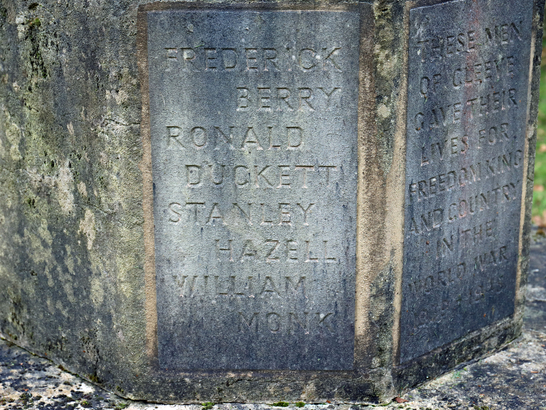 FREDERICK
BERRY
RONALD
DUCKETT
STANLEY
HAZELL
WILLIAM
MONK
THESE MEN
OF CLEEVE
GAVE THEIR
LIVES FOR
FREEDOM KING
AND COUNTRY
IN THE
WORLD WAR